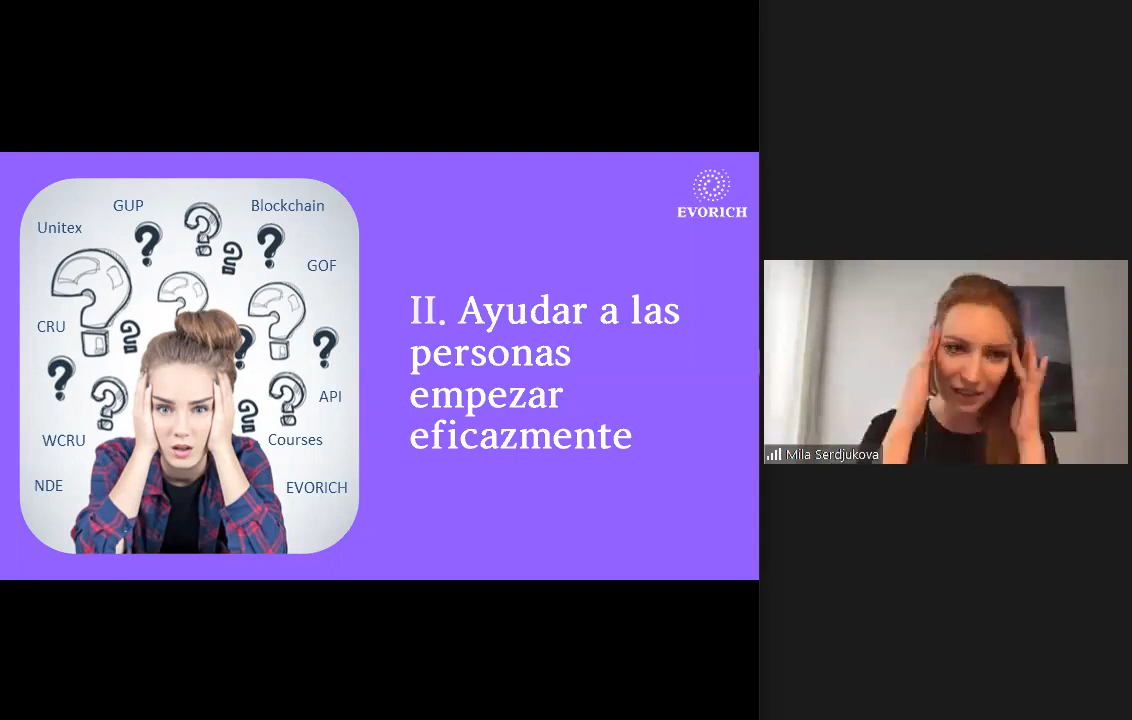 GUP
Blockchain
Unitex
GOF
CRU
API
WCRU
Courses
NDE
EVORICH
EVORICH
II. Ayudar a las
personas
empezar
eficazmente
Mila Serdjukova